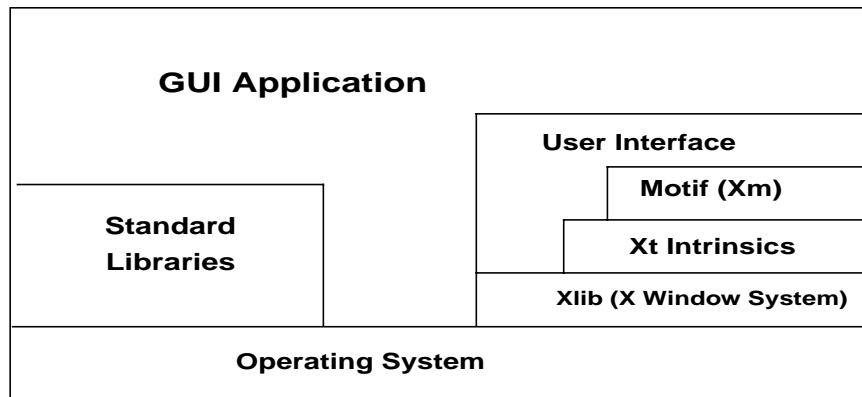 GUI Application
User Interface
Motif (Xm)
Standard
Libraries
Xt Intrinsics
Xlib (X Window System)
Operating System